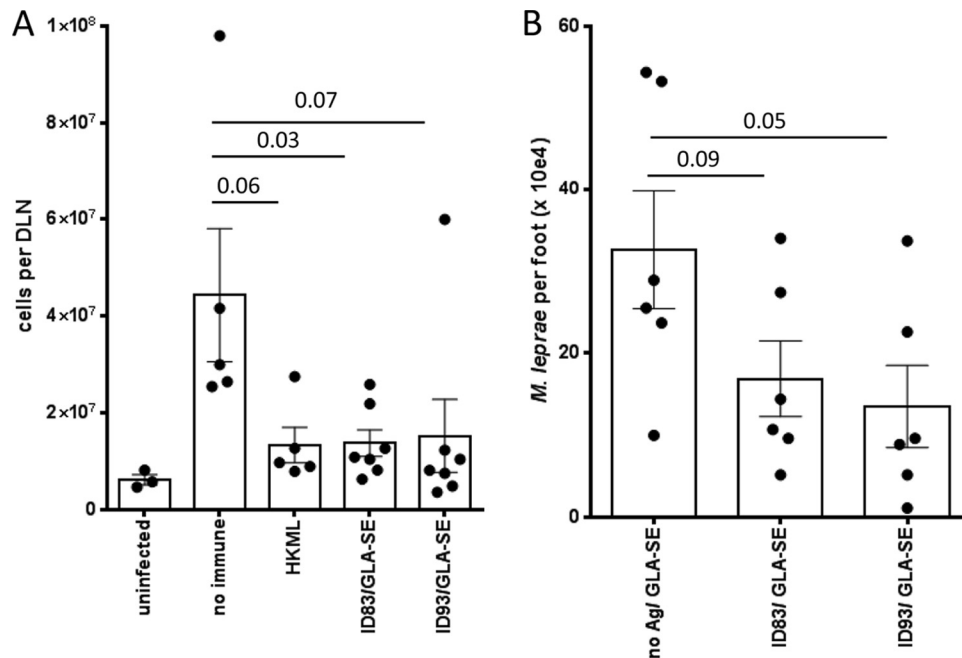 A
cells per DLN
1×10⁸
8×10⁷
6×10⁷
4×10⁷
2×10⁷
0
0.07
0.03
0.06
uninfected
no immune
HKML
ID83/GLA-SE
ID93/GLA-SE
B
M. leprae per foot (x 10e4)
60
40
20
0
0.05
0.09
no Ag/ GLA-SE
ID83/ GLA-SE
ID93/ GLA-SE